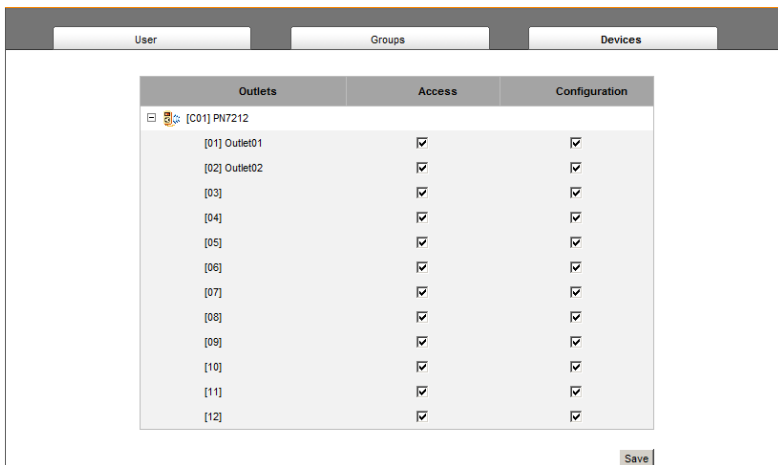 User Groups Devices
Outlets Access Configuration
[C01] PN7212
[01] Outlet01
[02] Outlet02
[03]
[04]
[05]
[06]
[07]
[08]
[09]
[10]
[11]
[12]
Save